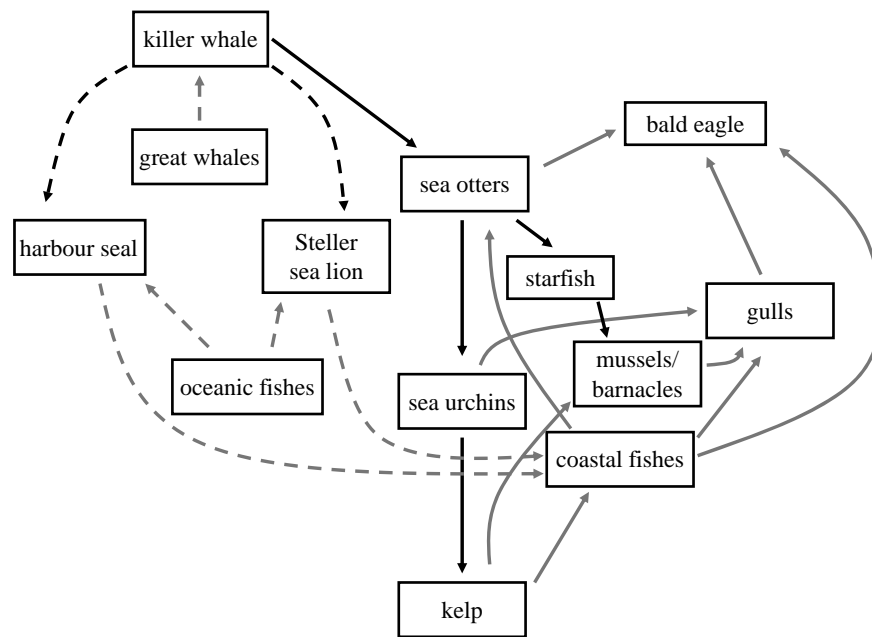 killer whale
bald eagle
great whales
sea otters
harbour seal
Steller
sea lion
starfish
gulls
oceanic fishes
sea urchins
mussels/
barnacles
coastal fishes
kelp